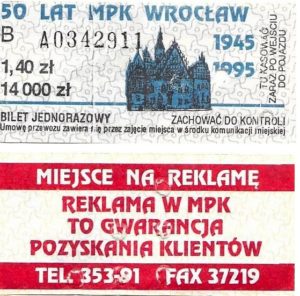 50 LAT MPK WROCŁAW
B A0342911 1945
1,40 zł 1995
14 000 zł
TU KASOWAĆ
ZARAZ PO WEJŚCIU
DO POJAZDU
BILET JEDNORAZOWY ZACHOWAĆ DO KONTROLI
Umowę przewozu zawiera się przez zajęcie miejsca w środku komunikacji miejskiej
MIEJSCE NA REKLAMĘ
REKLAMA W MPK
TO GWARANCJA
POZYSKANIA KLIENTÓW
TEL. 353-91 FAX 37219